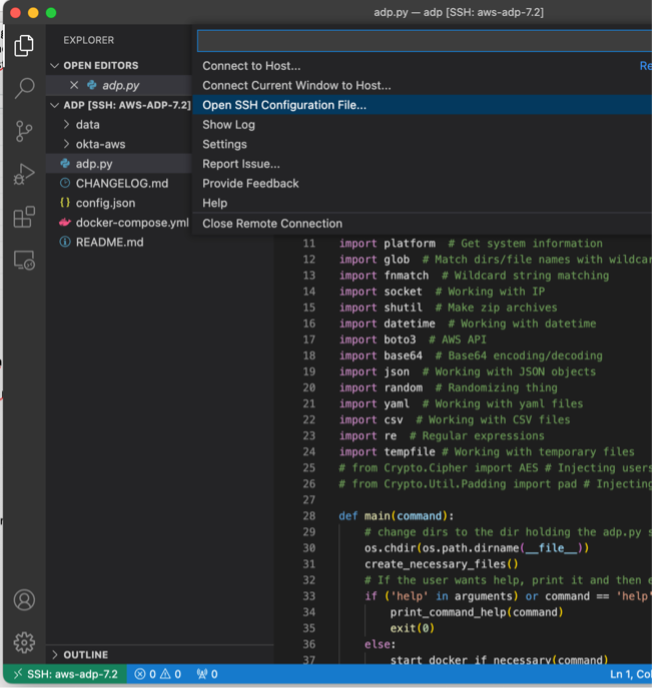 adp.py — adp [SSH: aws-adp-7.2]
EXPLORER
OPEN EDITORS
adp.py
ADP [SSH: AWS-ADP-7.2]
data
okta-aws
adp.py
CHANGELOG.md
config.json
docker-compose.yml
README.md
OUTLINE
Connect to Host...
Re
Connect Current Window to Host...
Open SSH Configuration File...
Show Log
Settings
Report Issue...
Provide Feedback
Help
Close Remote Connection
11 import platform # Get system information
12 import glob # Match dirs/file names with wildcar
13 import fnmatch # Wildcard string matching
14 import socket # Working with IP
15 import shutil # Make zip archives
16 import datetime # Working with datetime
17 import boto3 # AWS API
18 import base64 # Base64 encoding/decoding
19 import json # Working with JSON objects
20 import random # Randomizing thing
21 import yaml # Working with yaml files
22 import csv # Working with CSV files
23 import re # Regular expressions
24 import tempfile # Working with temporary files
25 # from Crypto.Cipher import AES # Injecting users
26 # from Crypto.Util.Padding import pad # Injecting
27
28 def main(command):
29 # change dirs to the dir holding the adp.py s
30 os.chdir(os.path.dirname(__file__))
31 create_necessary_files()
32 # If the user wants help, print it and then e
33 if ('help' in arguments) or command == 'help'
34 print_command_help(command)
35 exit(0)
36 else:
37 start_docker_if_necessary(command)
SSH: aws-adp-7.2 0 0 0 Ln 1, Col